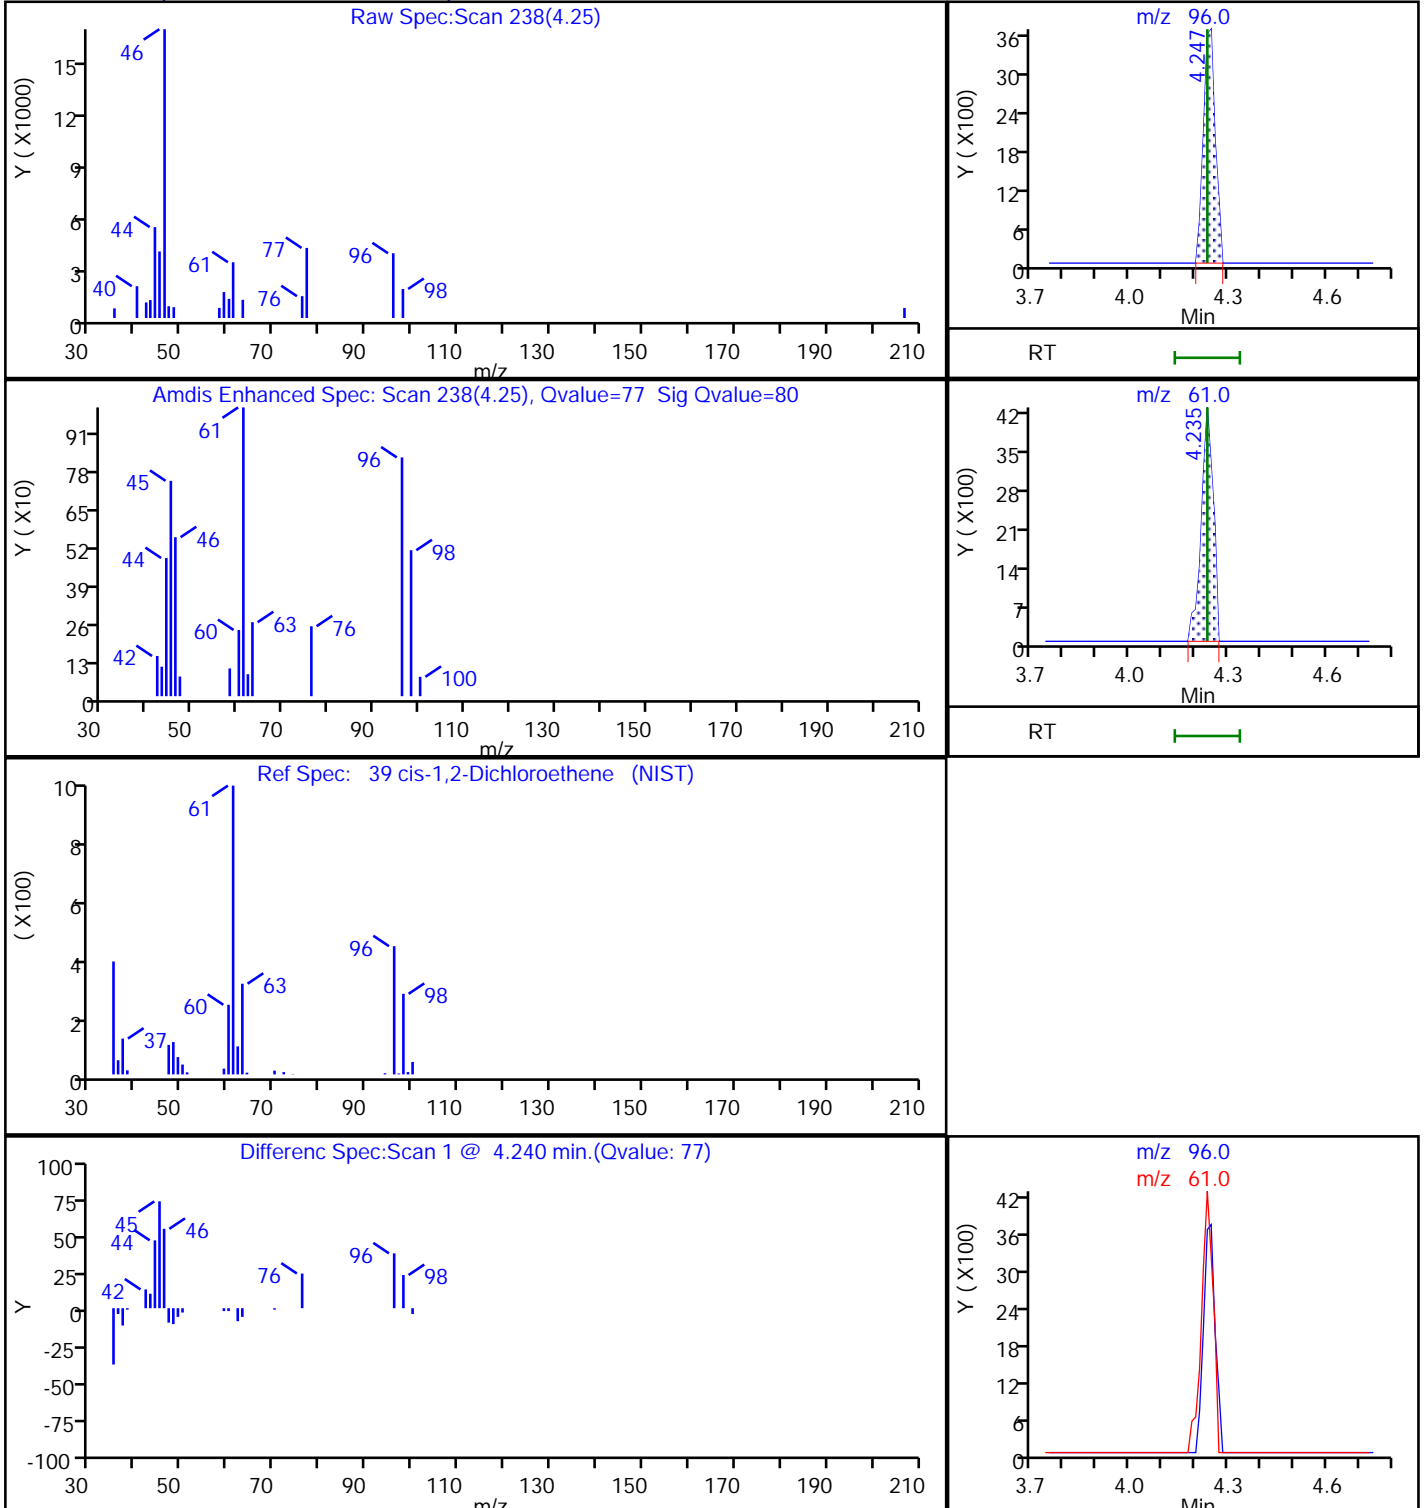 Raw Spec:Scan 238(4.25)
Y ( X1000)
15
12
9
6
3
0
46
44
40
61
77
76
96
98
30 50 70 90 110 130 150 170 190 210
m/z
m/z 96.0
Y ( X100)
36
30
24
18
12
6
0
4.247
3.7 4.0 4.3 4.6
Min
RT
Amdis Enhanced Spec: Scan 238(4.25), Qvalue=77 Sig Qvalue=80
Y ( X10)
91
78
65
52
39
26
13
0
61
96
45
46
44
98
60
63
76
42
100
30 50 70 90 110 130 150 170 190 210
m/z
m/z 61.0
Y ( X100)
42
35
28
21
14
7
0
4.235
3.7 4.0 4.3 4.6
Min
RT
Ref Spec: 39 cis-1,2-Dichloroethene (NIST)
( X100)
10
8
6
4
2
0
61
96
63
98
60
37
30 50 70 90 110 130 150 170 190 210
Differenc Spec:Scan 1 @ 4.240 min.(Qvalue: 77)
Y
100
75
50
25
0
-25
-50
-75
-100
45
46
44
96
76
98
42
30 50 70 90 110 130 150 170 190 210
m/z
m/z 96.0
m/z 61.0
Y ( X100)
42
36
30
24
18
12
6
0
3.7 4.0 4.3 4.6
Min